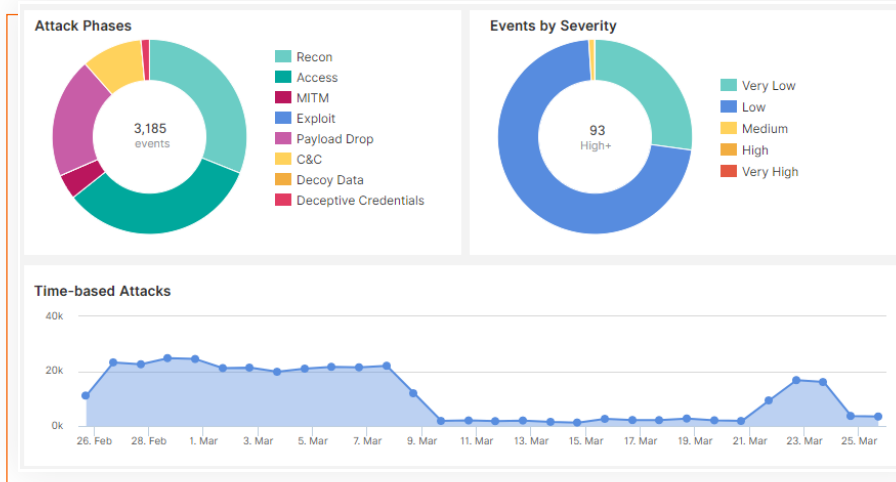 Attack Phases
3,185
events
Recon
Access
MITM
Exploit
Payload Drop
C&C
Decoy Data
Deceptive Credentials
Events by Severity
93
High+
Very Low
Low
Medium
High
Very High
Time-based Attacks
40k
20k
0k
26. Feb 28. Feb 1. Mar 3. Mar 5. Mar 7. Mar 9. Mar 11. Mar 13. Mar 15. Mar 17. Mar 19. Mar 21. Mar 23. Mar 25. Mar